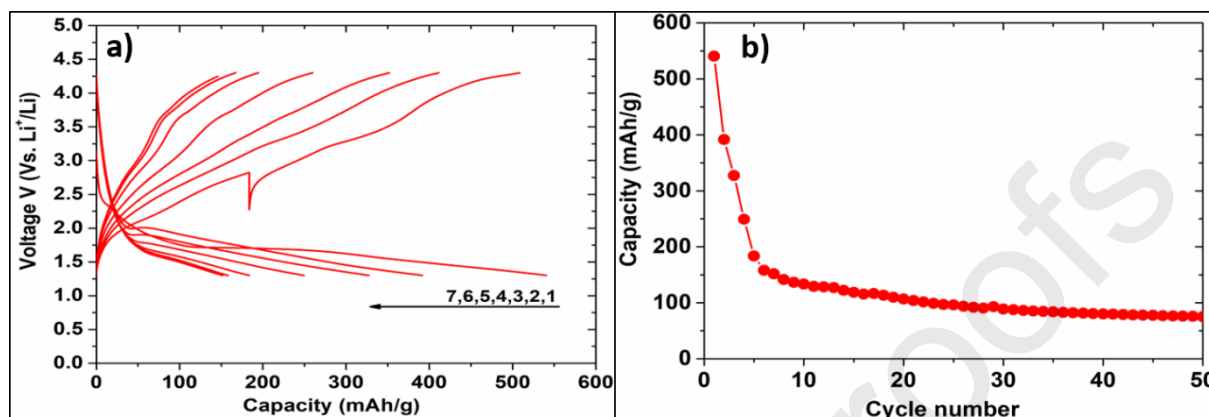 a)
5.0
4.5
4.0
3.5
3.0
2.5
2.0
1.5
1.0
0.5
0.0
Voltage V (Vs. Li⁺/Li)
7,6,5,4,3,2,1
0 100 200 300 400 500 600
Capacity (mAh/g)
b)
600
500
400
300
200
100
0
Capacity (mAh/g)
0 10 20 30 40 50
Cycle number
roofs